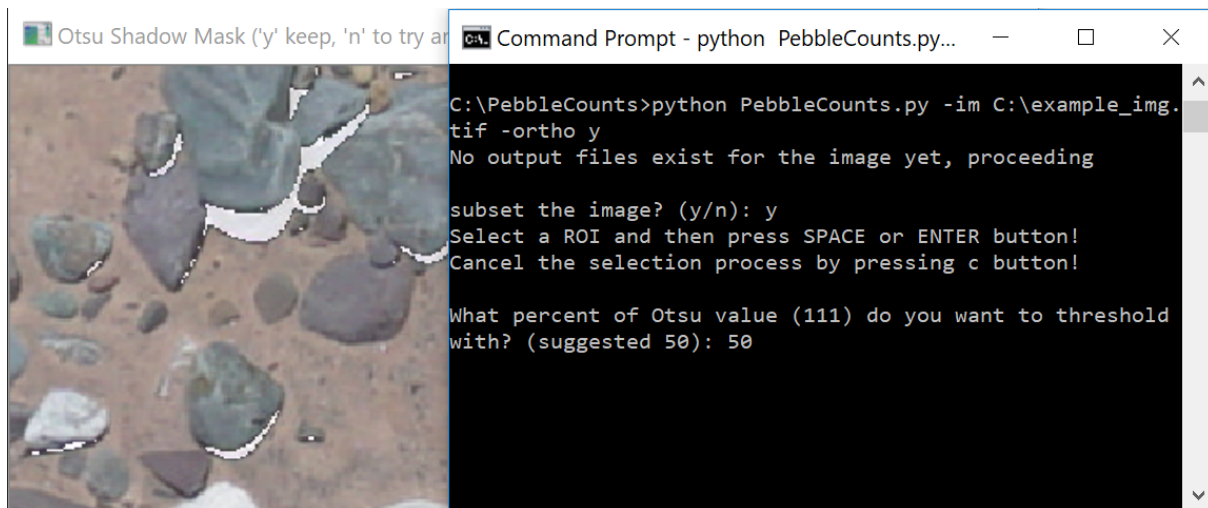 Otsu Shadow Mask ('y' keep, 'n' to try an
Command Prompt - python  PebbleCounts.py...
C:\PebbleCounts>python PebbleCounts.py -im C:\example_img.
tif -ortho y
No output files exist for the image yet, proceeding
subset the image? (y/n): y
Select a ROI and then press SPACE or ENTER button!
Cancel the selection process by pressing c button!
What percent of Otsu value (111) do you want to threshold
with? (suggested 50): 50